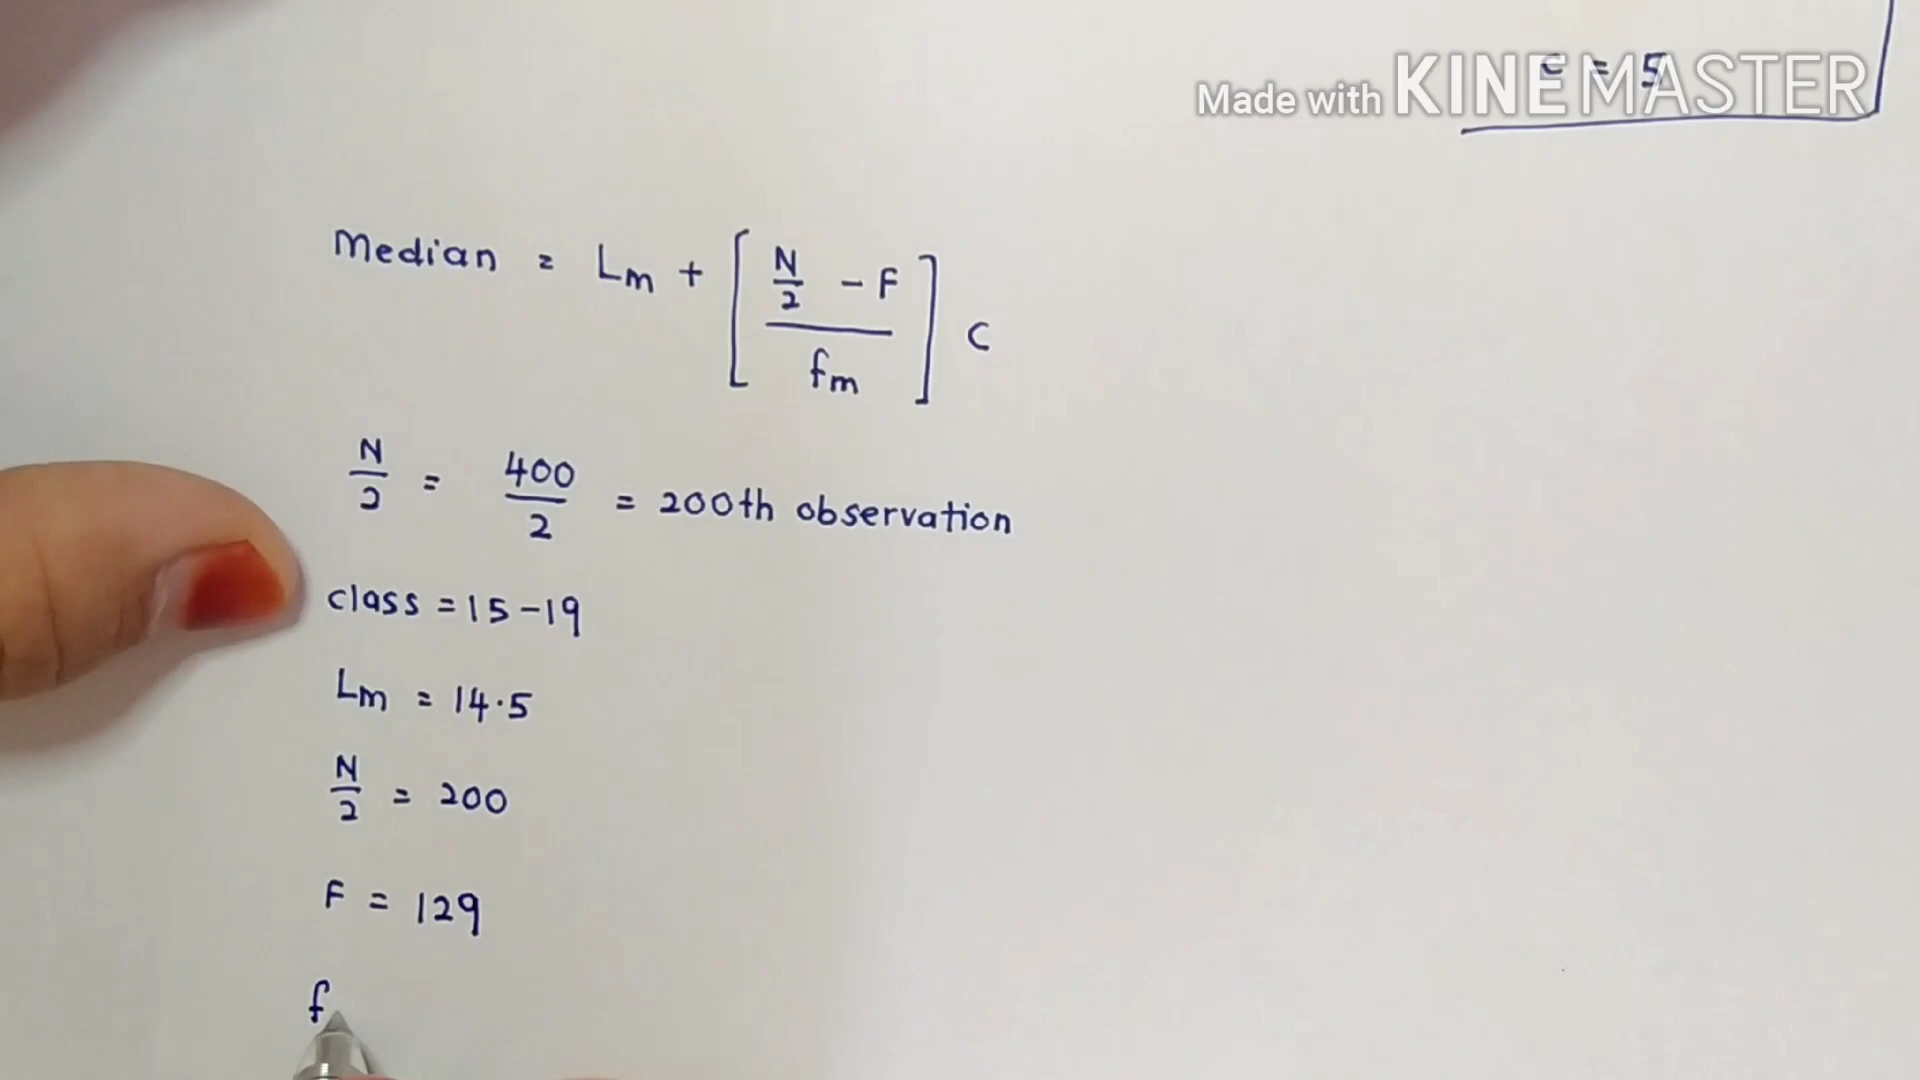 c = 5
Made with KINEMASTER
Median = Lm + [ N/2 - F / fm ] c
N/2 = 400/2 = 200th observation
class = 15-19
Lm = 14.5
N/2 = 200
F = 129
f